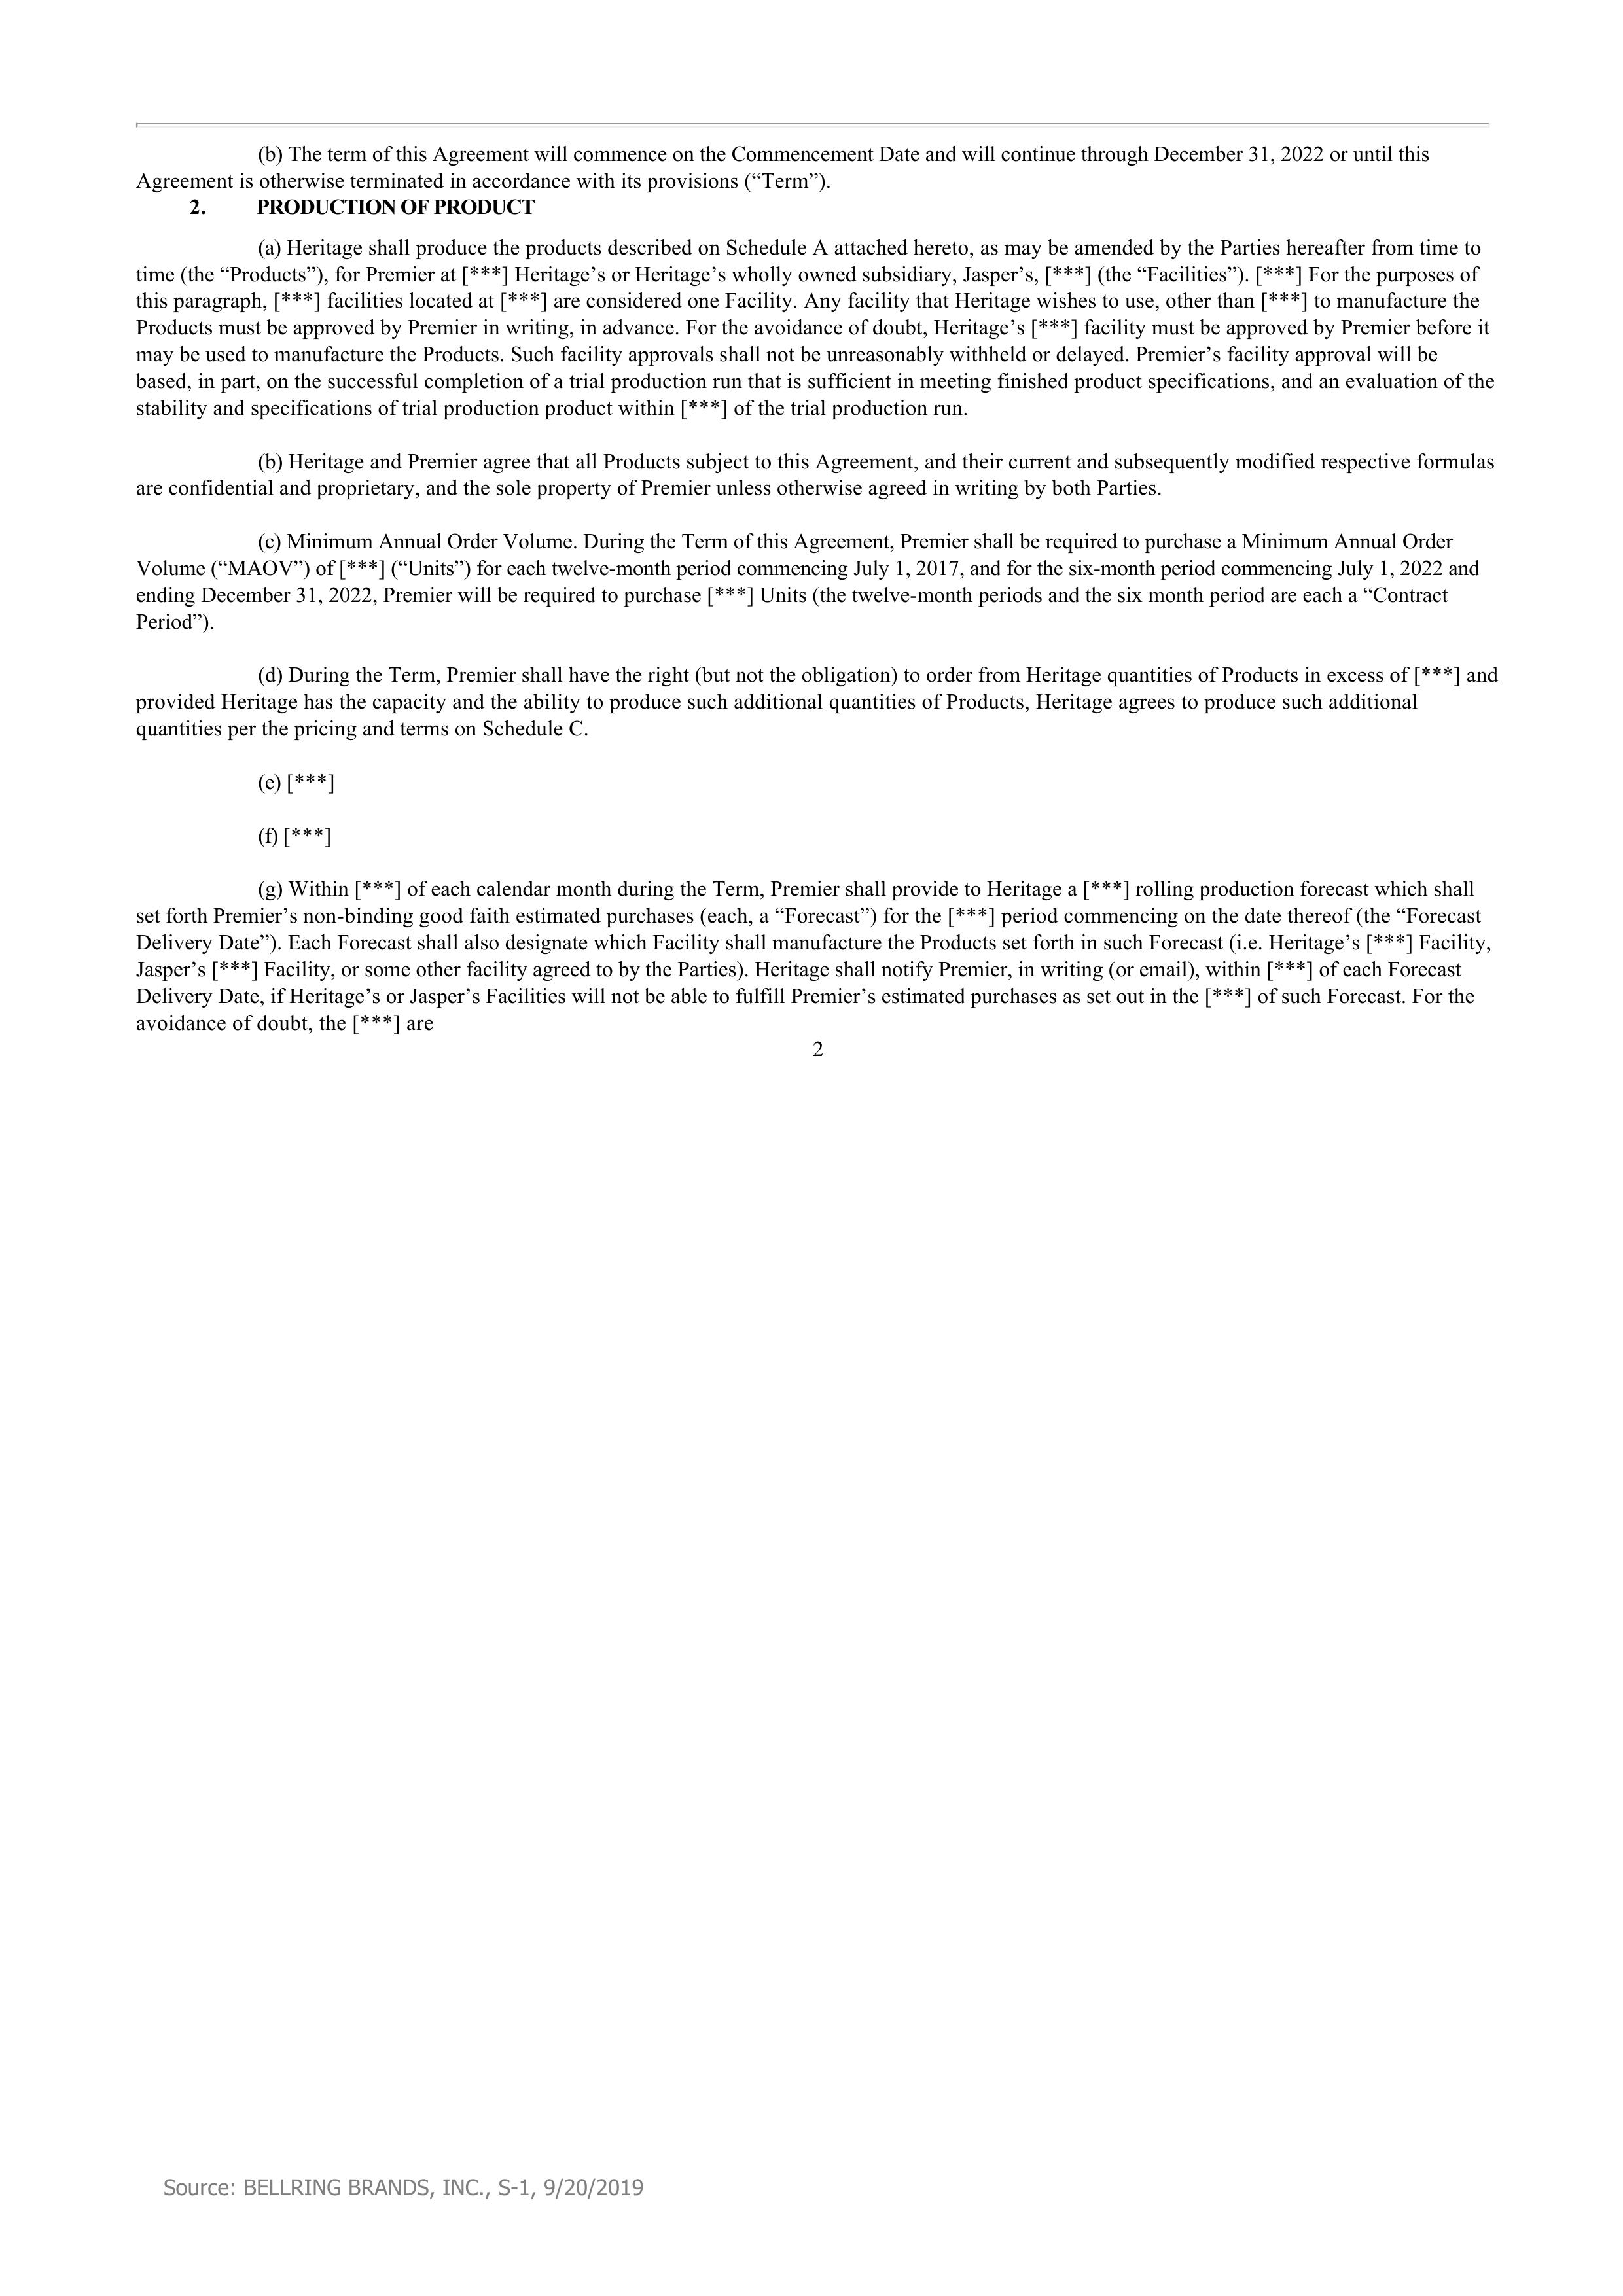 (b) The term of this Agreement will commence on the Commencement Date and will continue through December 31, 2022 or until this
Agreement is otherwise terminated in accordance with its provisions (“Term”).
2. PRODUCTION OF PRODUCT
(a) Heritage shall produce the products described on Schedule A attached hereto, as may be amended by the Parties hereafter from time to
time (the “Products”), for Premier at [***] Heritage’s or Heritage’s wholly owned subsidiary, Jasper’s, [***] (the “Facilities”). [***] For the purposes of
this paragraph, [***] facilities located at [***] are considered one Facility. Any facility that Heritage wishes to use, other than [***] to manufacture the
Products must be approved by Premier in writing, in advance. For the avoidance of doubt, Heritage’s [***] facility must be approved by Premier before it
may be used to manufacture the Products. Such facility approvals shall not be unreasonably withheld or delayed. Premier’s facility approval will be
based, in part, on the successful completion of a trial production run that is sufficient in meeting finished product specifications, and an evaluation of the
stability and specifications of trial production product within [***] of the trial production run.
(b) Heritage and Premier agree that all Products subject to this Agreement, and their current and subsequently modified respective formulas
are confidential and proprietary, and the sole property of Premier unless otherwise agreed in writing by both Parties.
(c) Minimum Annual Order Volume. During the Term of this Agreement, Premier shall be required to purchase a Minimum Annual Order
Volume (“MAOV”) of [***] (“Units”) for each twelve-month period commencing July 1, 2017, and for the six-month period commencing July 1, 2022 and
ending December 31, 2022, Premier will be required to purchase [***] Units (the twelve-month periods and the six month period are each a “Contract
Period”).
(d) During the Term, Premier shall have the right (but not the obligation) to order from Heritage quantities of Products in excess of [***] and
provided Heritage has the capacity and the ability to produce such additional quantities of Products, Heritage agrees to produce such additional
quantities per the pricing and terms on Schedule C.
(e) [***]
(f) [***]
(g) Within [***] of each calendar month during the Term, Premier shall provide to Heritage a [***] rolling production forecast which shall
set forth Premier’s non-binding good faith estimated purchases (each, a “Forecast”) for the [***] period commencing on the date thereof (the “Forecast
Delivery Date”). Each Forecast shall also designate which Facility shall manufacture the Products set forth in such Forecast (i.e. Heritage’s [***] Facility,
Jasper’s [***] Facility, or some other facility agreed to by the Parties). Heritage shall notify Premier, in writing (or email), within [***] of each Forecast
Delivery Date, if Heritage’s or Jasper’s Facilities will not be able to fulfill Premier’s estimated purchases as set out in the [***] of such Forecast. For the
avoidance of doubt, the [***] are
2
Source: BELLRING BRANDS, INC., S-1, 9/20/2019